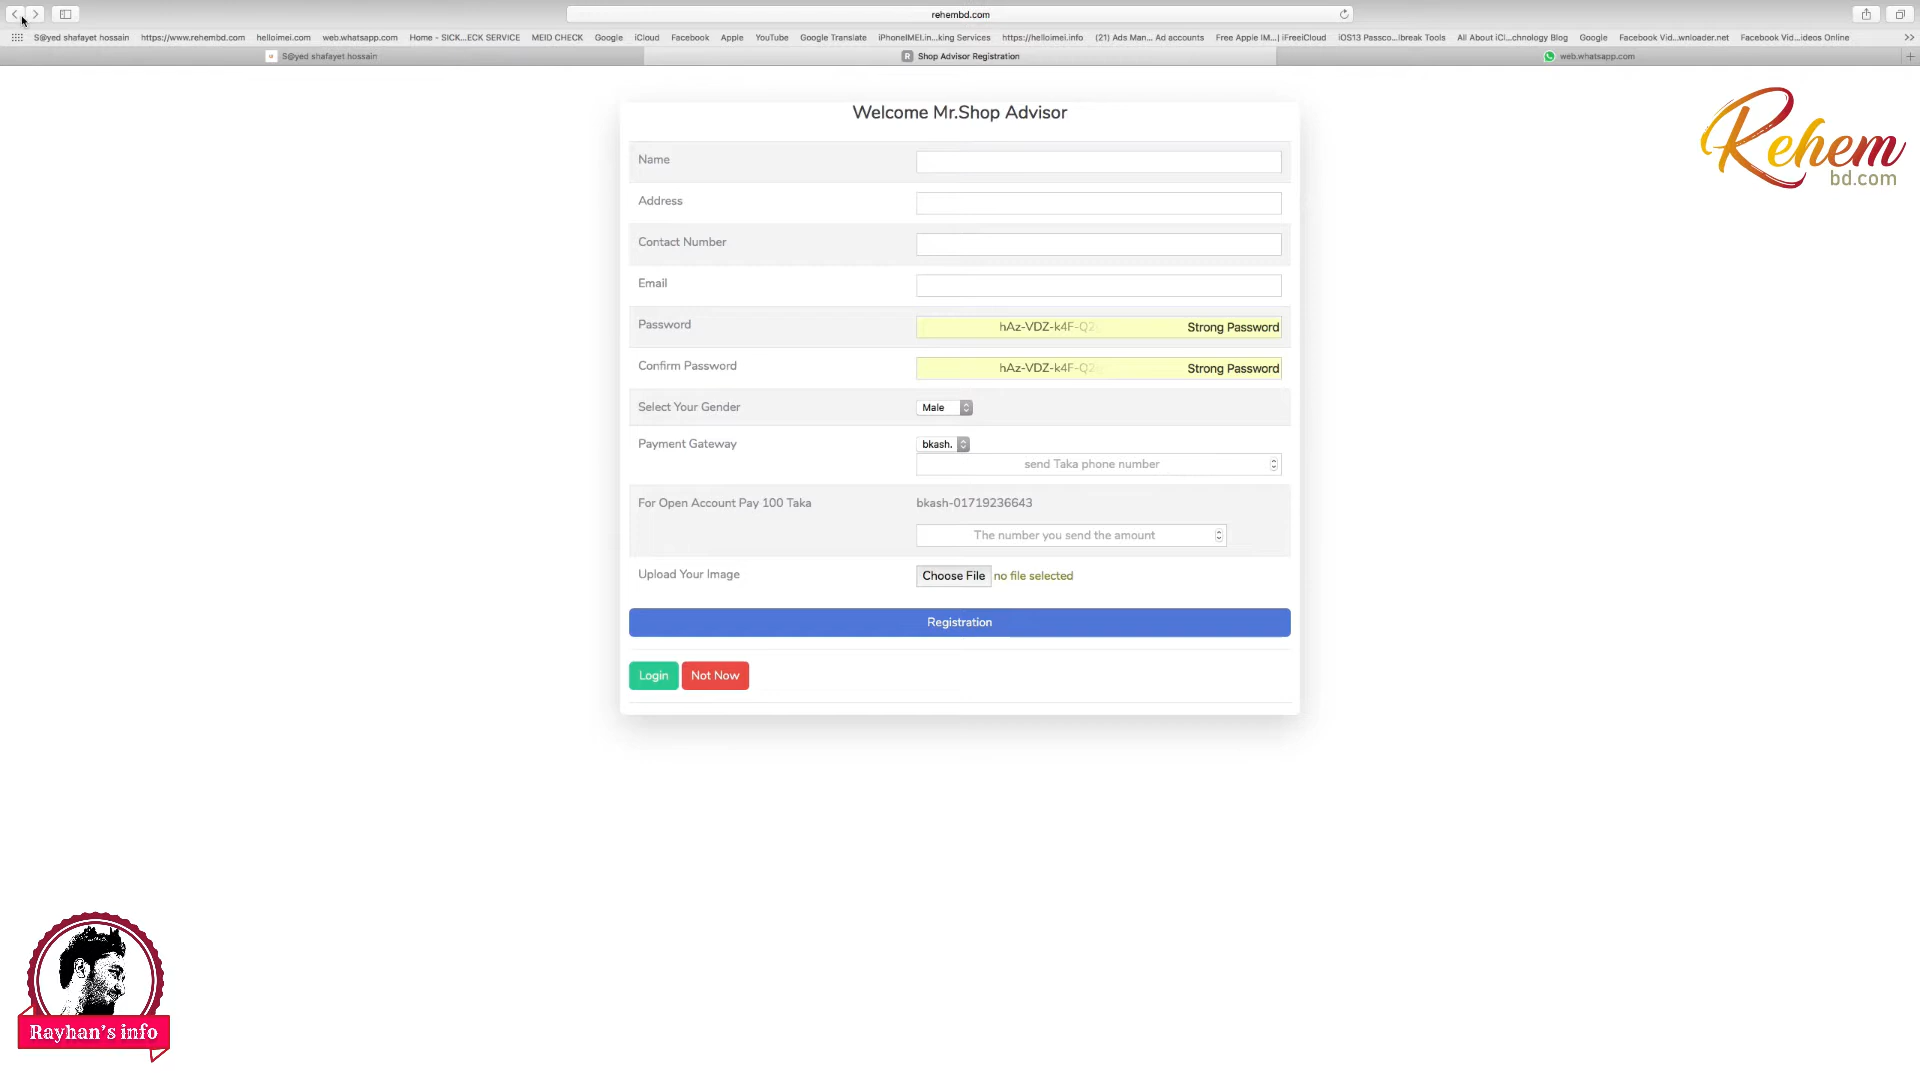 rehembd.com
S@yed shafayet hossain
https://www.rehembd.com
helloimei.com
web.whatsapp.com
Home - SICK...ECK SERVICE
MEID CHECK
Google
iCloud
Facebook
Apple
YouTube
Google Translate
iPhoneIMEI.in...king Services
https://helloimei.info
(21) Ads Man... Ad accounts
Free Apple IM...| iFreeiCloud
iOS13 Passco...lbreak Tools
All About iCl...chnology Blog
Google
Facebook Vid...wnloader.net
Facebook Vid...ideos Online
S@yed shafayet hossain
R Shop Advisor Registration
web.whatsapp.com
Rehem
bd.com
Welcome Mr.Shop Advisor
Name
Address
Contact Number
Email
Password hAz-VDZ-k4F-Q2 Strong Password
Confirm Password hAz-VDZ-k4F-Q2 Strong Password
Select Your Gender Male
Payment Gateway bkash.
send Taka phone number
For Open Account Pay 100 Taka bkash-01719236643
The number you send the amount
Upload Your Image Choose File no file selected
Registration
Login Not Now
Rayhan's info